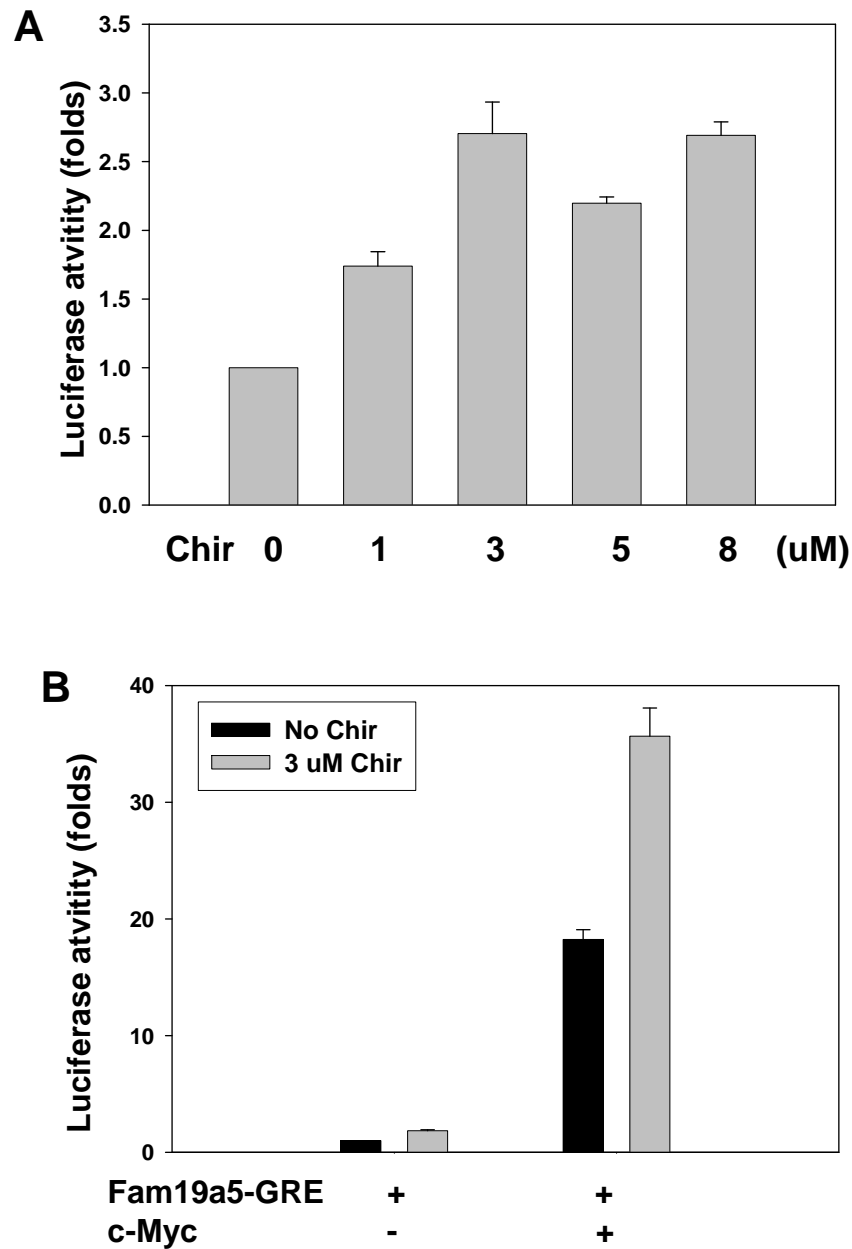 A
Luciferase atvitity (folds)
3.5
3.0
2.5
2.0
1.5
1.0
0.5
0.0
Chir 0 1 3 5 8 (uM)
B
Luciferase atvitity (folds)
40
30
20
10
0
No Chir
3 uM Chir
Fam19a5-GRE + +
c-Myc - +